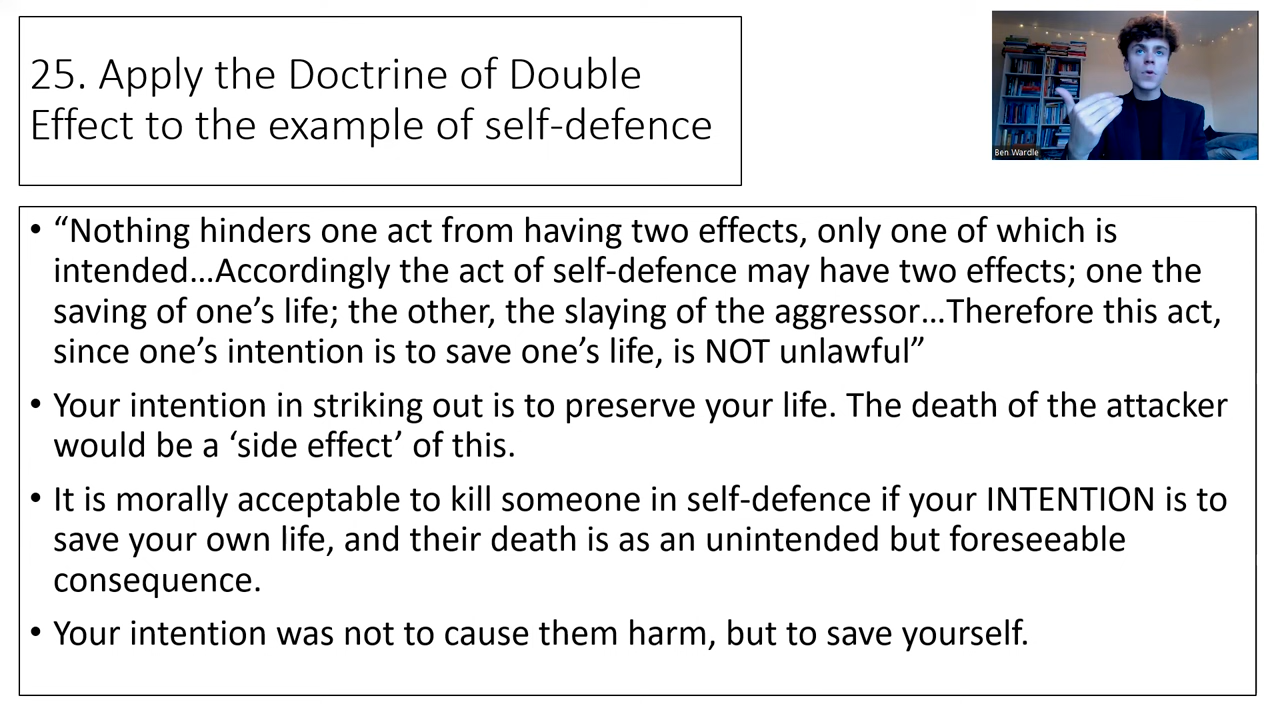 25. Apply the Doctrine of Double
Effect to the example of self-defence
Ben Wardle
• “Nothing hinders one act from having two effects, only one of which is
intended…Accordingly the act of self-defence may have two effects; one the
saving of one’s life; the other, the slaying of the aggressor…Therefore this act,
since one’s intention is to save one’s life, is NOT unlawful”
• Your intention in striking out is to preserve your life. The death of the attacker
would be a ‘side effect’ of this.
• It is morally acceptable to kill someone in self-defence if your INTENTION is to
save your own life, and their death is as an unintended but foreseeable
consequence.
• Your intention was not to cause them harm, but to save yourself.